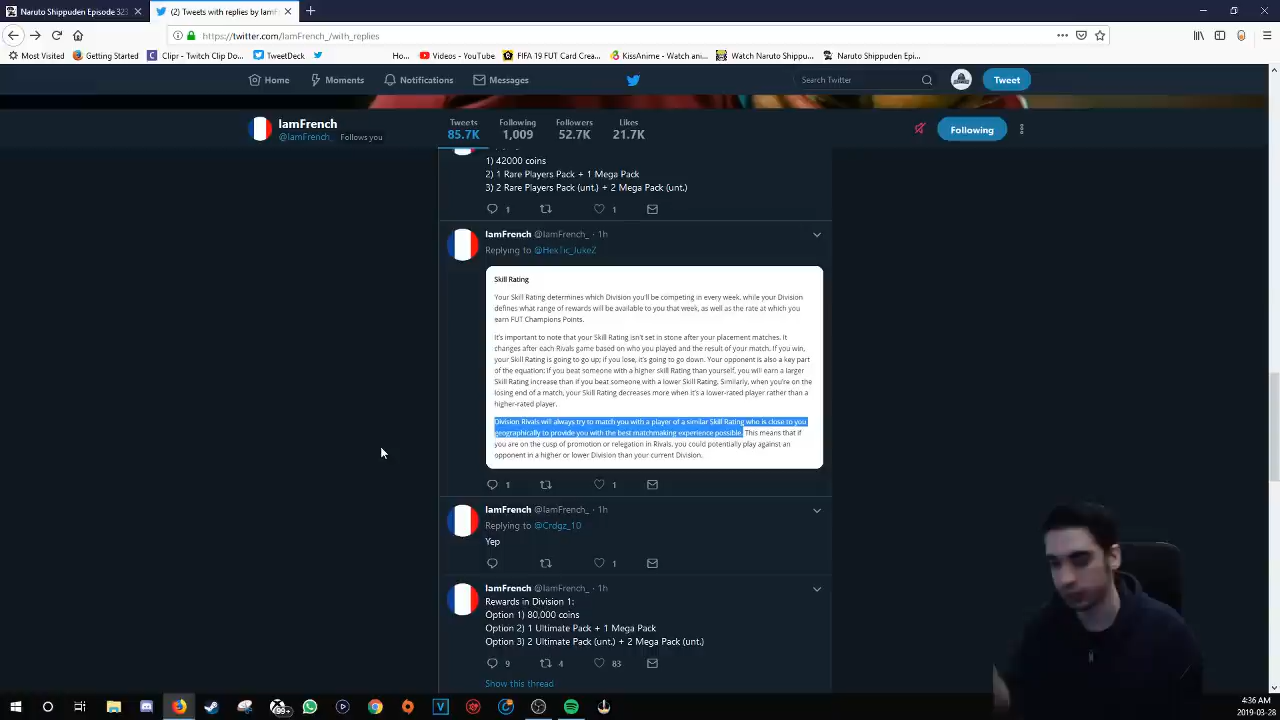 Naruto Shippuden Episode 323
(2) Tweets with replies by IamF
https://twitter.com/IamFrench_/with_replies
Most Visited Getting Started Clipr - Twitch Clip Do... TweetDeck Ho... Videos - YouTube FIFA 19 FUT Card Crea... KissAnime - Watch ani... Watch Naruto Shippu... Naruto Shippuden Epi...
Home Moments Notifications Messages Search Twitter Tweet
IamFrench
@IamFrench_ Follows you
Tweets Following Followers Likes
85.7K 1,009 52.7K 21.7K
Following
1) 42000 coins
2) 1 Rare Players Pack + 1 Mega Pack
3) 2 Rare Players Pack (unt.) + 2 Mega Pack (unt.)
1 1
IamFrench @IamFrench_ · 1h
Replying to @HekTic_JukeZ
Skill Rating
Your Skill Rating determines which Division you'll be competing in every week, while your Division
defines what range of rewards will be available to you that week, as well as the rate at which you
earn FUT Champions Points.
It's important to note that your Skill Rating isn't set in stone after your placement matches. It
changes after each Rivals game based on who you played and the result of your match. If you win,
your Skill Rating is going to go up; if you lose, it's going to go down. Your opponent is also a key part
of the equation: if you beat someone with a higher skill Rating than yourself, you will earn a larger
Skill Rating increase than if you beat someone with a lower Skill Rating. Similarly, when you're on the
losing end of a match, your Skill Rating decreases more when it's a lower-rated player rather than a
higher-rated player.
Division Rivals will always try to match you with a player of a similar Skill Rating who is close to you
geographically to provide you with the best matchmaking experience possible. This means that if
you are on the cusp of promotion or relegation in Rivals, you could potentially play against an
opponent in a higher or lower Division than your current Division.
1 1
IamFrench @IamFrench_ · 1h
Replying to @Crdgz_10
Yep
1
IamFrench @IamFrench_ · 1h
Rewards in Division 1:
Option 1) 80,000 coins
Option 2) 1 Ultimate Pack + 1 Mega Pack
Option 3) 2 Ultimate Pack (unt.) + 2 Mega Pack (unt.)
9 4 83
Show this thread
4:36 AM
2019-03-28